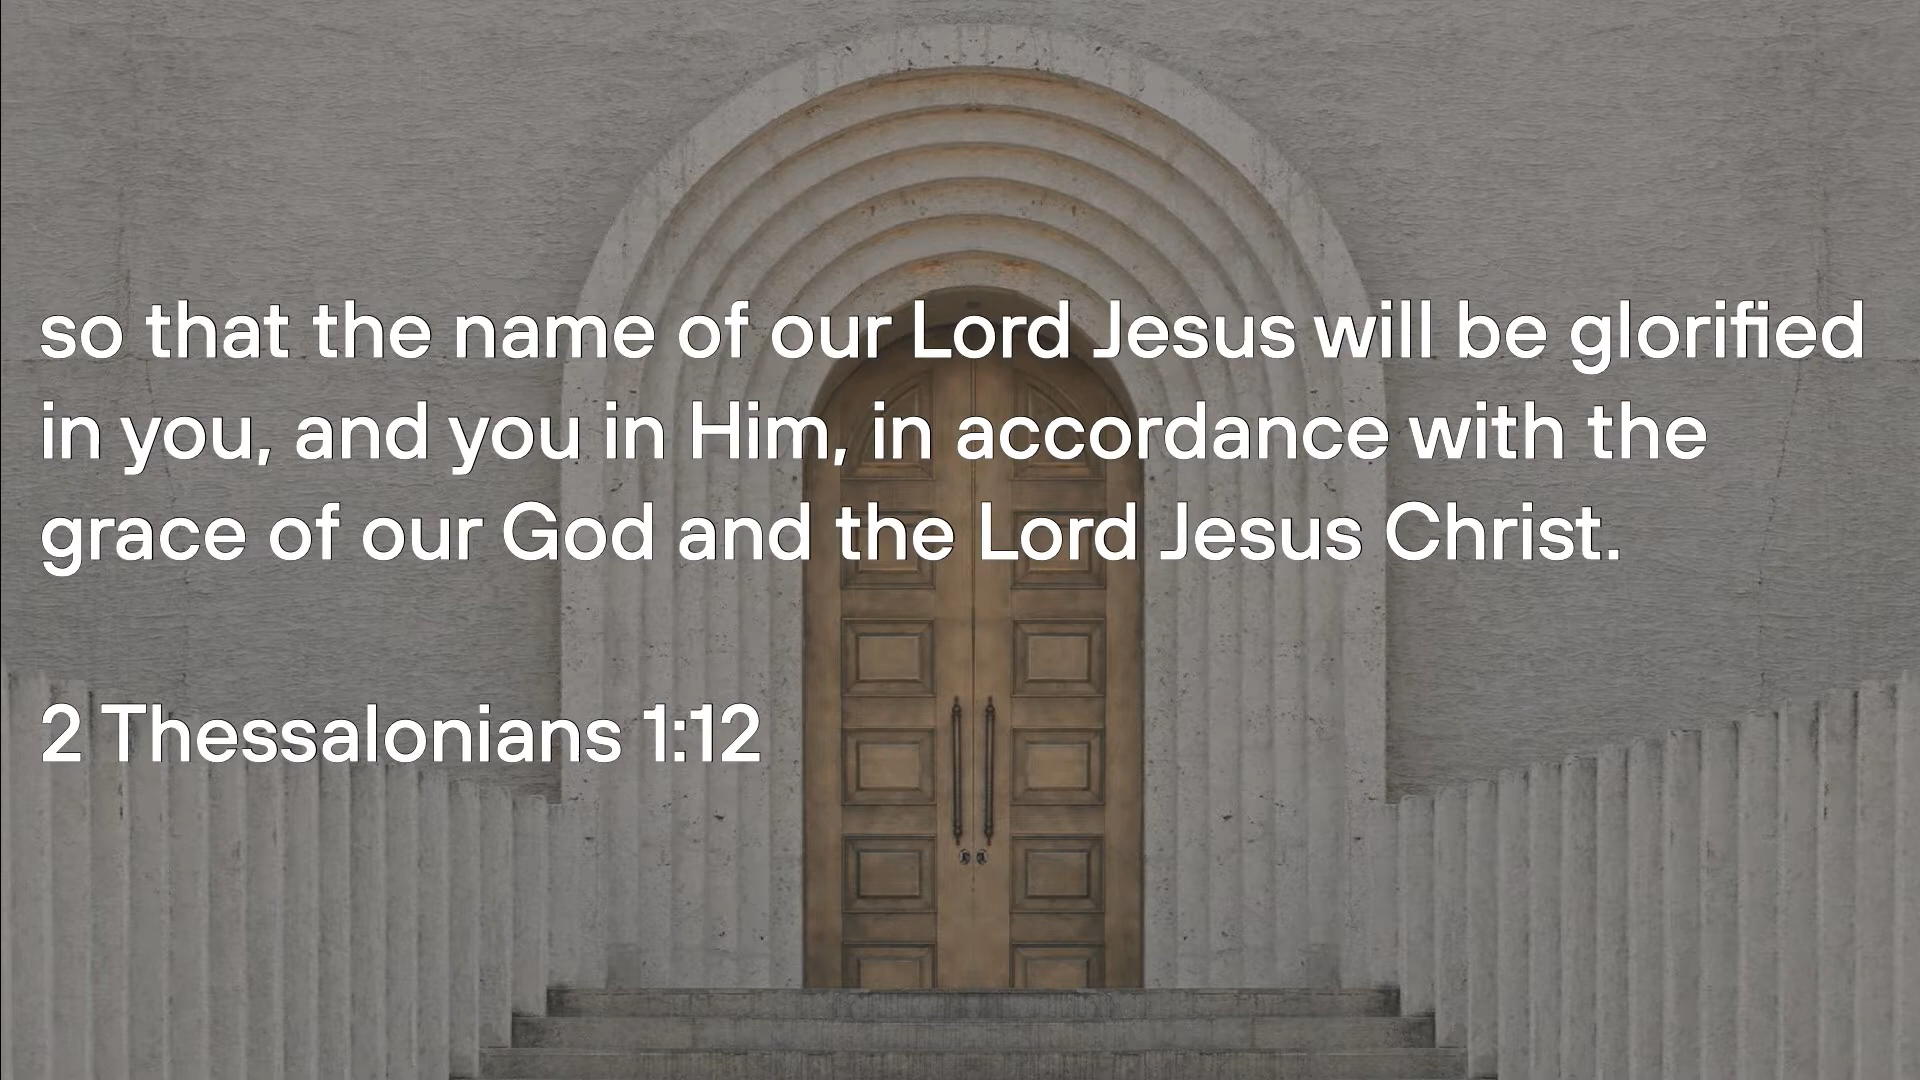 so that the name of our Lord Jesus will be glorified
in you, and you in Him, in accordance with the
grace of our God and the Lord Jesus Christ.
2 Thessalonians 1:12